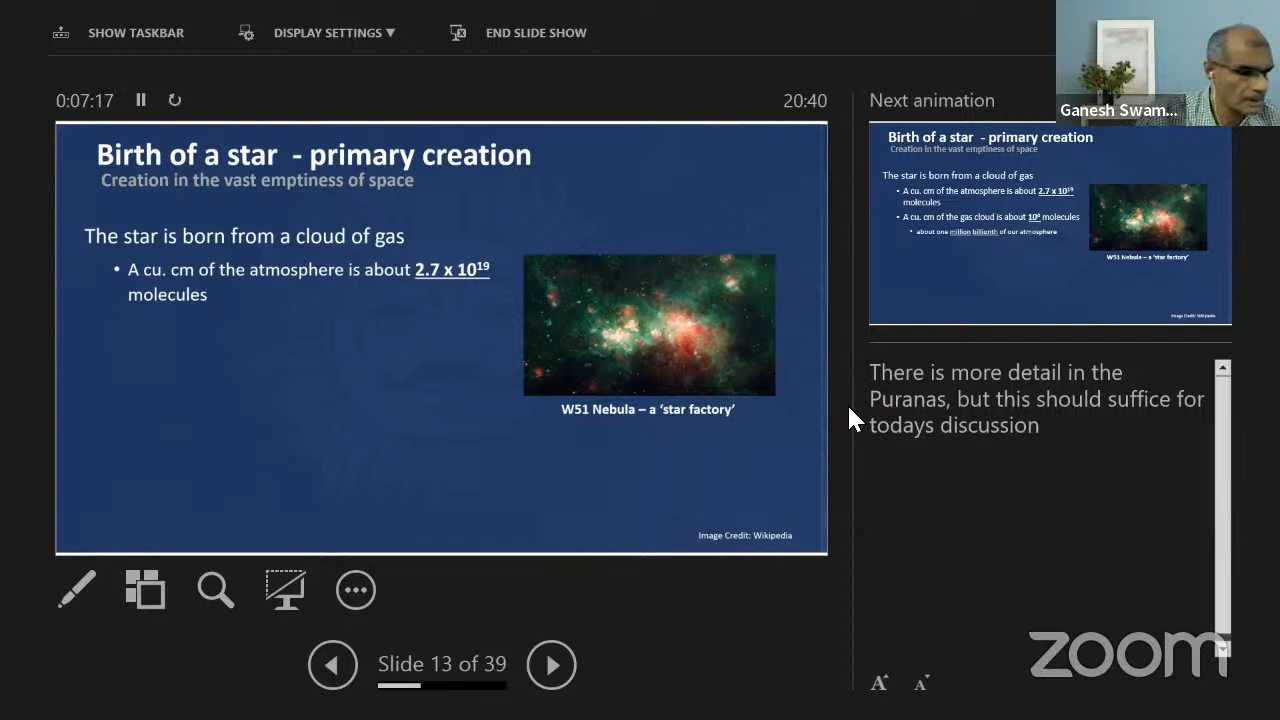 SHOW TASKBAR
DISPLAY SETTINGS ▼
END SLIDE SHOW
0:07:17
20:40
Next animation
Ganesh Swam...
Birth of a star - primary creation
Creation in the vast emptiness of space
The star is born from a cloud of gas
• A cu. cm of the atmosphere is about 2.7 x 10¹⁹
molecules
W51 Nebula – a ‘star factory’
Image Credit: Wikipedia
Birth of a star - primary creation
Creation in the vast emptiness of space
The star is born from a cloud of gas
• A cu. cm of the atmosphere is about 2.7 x 10¹⁹
molecules
• A cu. cm of the gas cloud is about 10⁴ molecules
• about one million billionth of our atmosphere
W51 Nebula – a ‘star factory’
Image Credit: Wikipedia
There is more detail in the
Puranas, but this should suffice for
todays discussion
Slide 13 of 39
A A
zoom